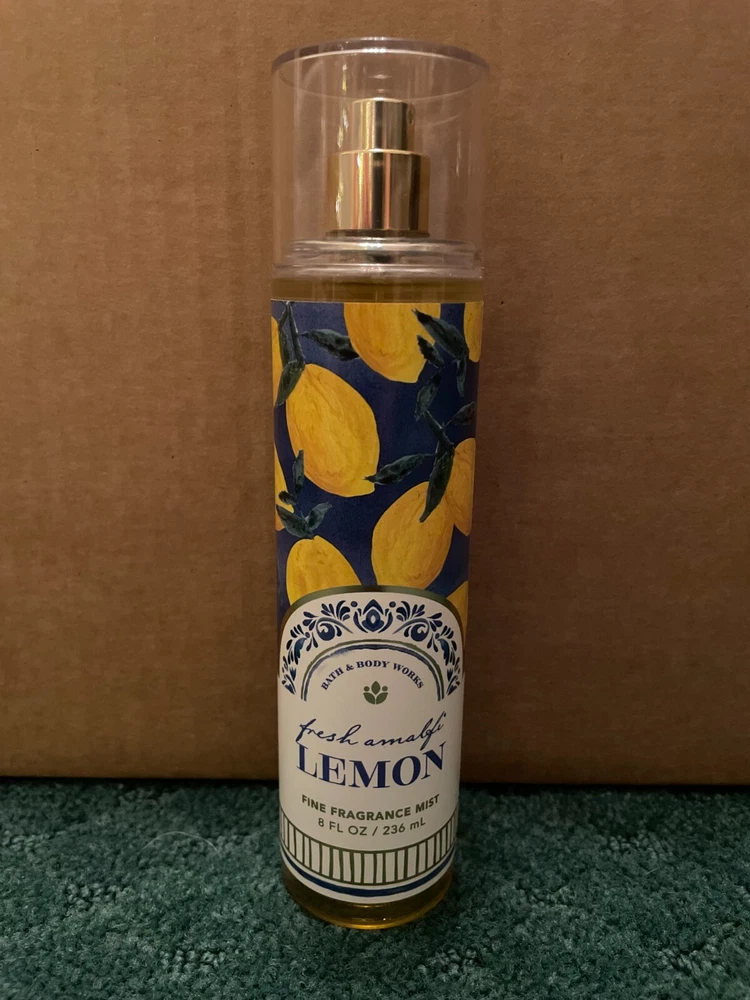 BATH & BODY WORKS
fresh amalfi
LEMON
FINE FRAGRANCE MIST
8 FL OZ / 236 mL